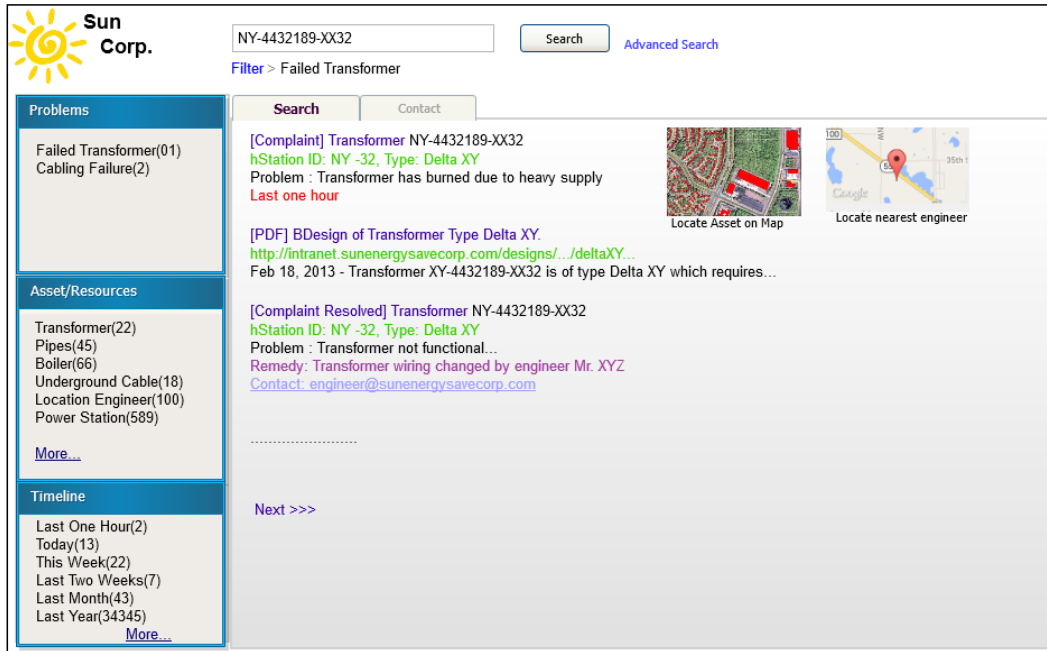 Sun
Corp.
NY-4432189-XX32
Search
Advanced Search
Filter > Failed Transformer
Problems
Failed Transformer(01)
Cabling Failure(2)
Asset/Resources
Transformer(22)
Pipes(45)
Boiler(66)
Underground Cable(18)
Location Engineer(100)
Power Station(589)
More...
Timeline
Last One Hour(2)
Today(13)
This Week(22)
Last Two Weeks(7)
Last Month(43)
Last Year(34345)
More...
Search
Contact
[Complaint] Transformer NY-4432189-XX32
hStation ID: NY -32, Type: Delta XY
Problem : Transformer has burned due to heavy supply
Last one hour
[PDF] BDesign of Transformer Type Delta XY.
http://intranet.sunenergysavecorp.com/designs/.../deltaXY...
Feb 18, 2013 - Transformer XY-4432189-XX32 is of type Delta XY which requires...
[Complaint Resolved] Transformer NY-4432189-XX32
hStation ID: NY -32, Type: Delta XY
Problem : Transformer not functional...
Remedy: Transformer wiring changed by engineer Mr. XYZ
Contact: engineer@sunenergysavecorp.com
........................
Next >>>
Locate Asset on Map
100
35th
Google
Locate nearest engineer